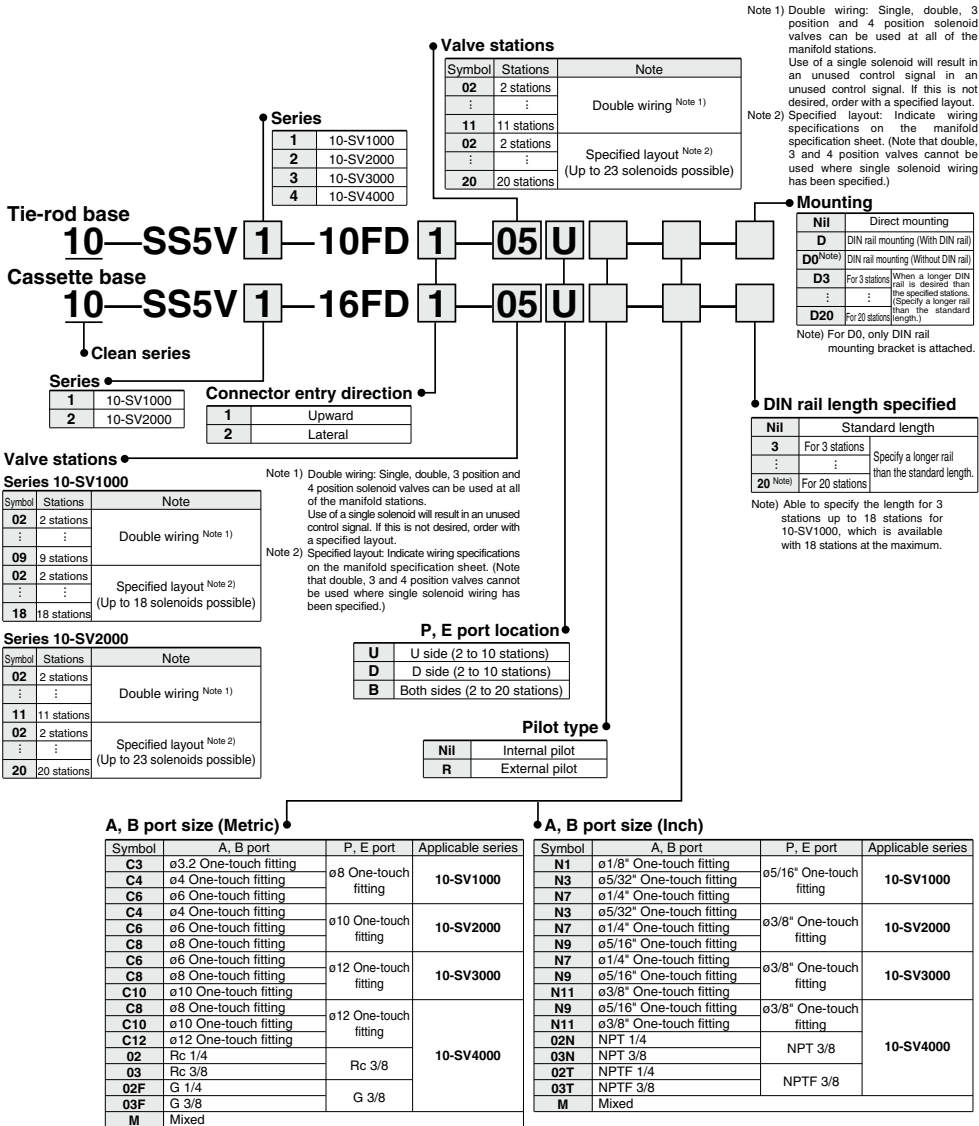 Note 1) Double wiring: Single, double, 3
position and 4 position solenoid
valves can be used at all of the
manifold stations.
Use of a single solenoid will result in
an unused control signal in an
unused control signal. If this is not
desired, order with a specified layout.
Note 2) Specified layout: Indicate wiring
specifications on the manifold
specification sheet. (Note that double,
3 and 4 position valves cannot be
used where single solenoid wiring
has been specified.)
Valve stations
Symbol Stations Note
02 2 stations
⋮ ⋮ Double wiring Note 1)
11 11 stations
02 2 stations
⋮ ⋮ Specified layout Note 2)
(Up to 23 solenoids possible)
20 20 stations
Series
1 10-SV1000
2 10-SV2000
3 10-SV3000
4 10-SV4000
Mounting
Nil Direct mounting
D DIN rail mounting (With DIN rail)
D0 Note) DIN rail mounting (Without DIN rail)
D3 For 3 stations When a longer DIN
rail is desired than
the specified stations.
⋮ ⋮ (Specify a longer rail
than the standard
D20 For 20 stations length.)
Note) For D0, only DIN rail
mounting bracket is attached.
Tie-rod base
10—SS5V 1—10FD 1—05 U
Cassette base
10—SS5V 1—16FD 1—05 U
Clean series
Series
1 10-SV1000
2 10-SV2000
Connector entry direction
1 Upward
2 Lateral
DIN rail length specified
Nil Standard length
3 For 3 stations
⋮ ⋮ Specify a longer rail
than the standard length.
20 Note) For 20 stations
Note) Able to specify the length for 3
stations up to 18 stations for
10-SV1000, which is available
with 18 stations at the maximum.
Valve stations
Series 10-SV1000
Symbol Stations Note
02 2 stations
⋮ ⋮ Double wiring Note 1)
09 9 stations
02 2 stations
⋮ ⋮ Specified layout Note 2)
(Up to 18 solenoids possible)
18 18 stations
Note 1) Double wiring: Single, double, 3 position and
4 position solenoid valves can be used at all
of the manifold stations.
Use of a single solenoid will result in an unused
control signal. If this is not desired, order with
a specified layout.
Note 2) Specified layout: Indicate wiring specifications
on the manifold specification sheet. (Note
that double, 3 and 4 position valves cannot
be used where single solenoid wiring has
been specified.)
Series 10-SV2000
Symbol Stations Note
02 2 stations
⋮ ⋮ Double wiring Note 1)
11 11 stations
02 2 stations
⋮ ⋮ Specified layout Note 2)
(Up to 23 solenoids possible)
20 20 stations
P, E port location
U U side (2 to 10 stations)
D D side (2 to 10 stations)
B Both sides (2 to 20 stations)
Pilot type
Nil Internal pilot
R External pilot
A, B port size (Metric)
Symbol A, B port P, E port Applicable series
C3 ø3.2 One-touch fitting
C4 ø4 One-touch fitting ø8 One-touch fitting 10-SV1000
C6 ø6 One-touch fitting
C4 ø4 One-touch fitting
C6 ø6 One-touch fitting ø10 One-touch fitting 10-SV2000
C8 ø8 One-touch fitting
C6 ø6 One-touch fitting
C8 ø8 One-touch fitting ø12 One-touch fitting 10-SV3000
C10 ø10 One-touch fitting
C8 ø8 One-touch fitting
C10 ø10 One-touch fitting ø12 One-touch fitting
C12 ø12 One-touch fitting
02 Rc 1/4 Rc 3/8 10-SV4000
03 Rc 3/8
02F G 1/4 G 3/8
03F G 3/8
M Mixed
A, B port size (Inch)
Symbol A, B port P, E port Applicable series
N1 ø1/8" One-touch fitting
N3 ø5/32" One-touch fitting ø5/16" One-touch fitting 10-SV1000
N7 ø1/4" One-touch fitting
N3 ø5/32" One-touch fitting
N7 ø1/4" One-touch fitting ø3/8" One-touch fitting 10-SV2000
N9 ø5/16" One-touch fitting
N7 ø1/4" One-touch fitting
N9 ø5/16" One-touch fitting ø3/8" One-touch fitting 10-SV3000
N11 ø3/8" One-touch fitting
N9 ø5/16" One-touch fitting ø3/8" One-touch fitting
N11 ø3/8" One-touch fitting
02N NPT 1/4 NPT 3/8 10-SV4000
03N NPT 3/8
02T NPTF 1/4 NPTF 3/8
03T NPTF 3/8
M Mixed